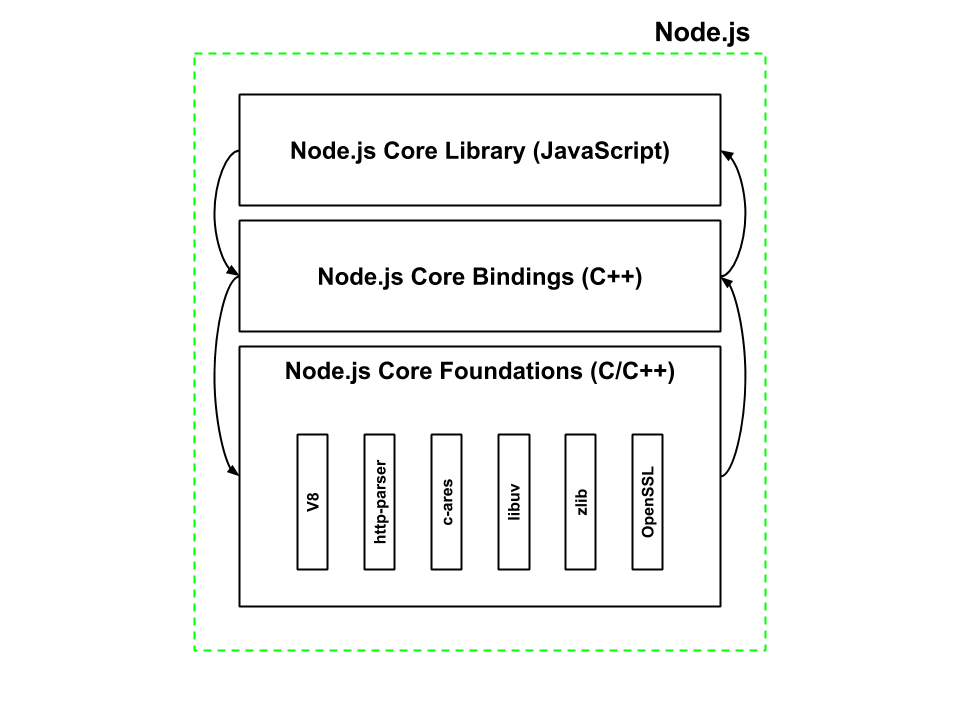 Node.js
Node.js Core Library (JavaScript)
Node.js Core Bindings (C++)
Node.js Core Foundations (C/C++)
V8
http-parser
c-ares
libuv
zlib
OpenSSL